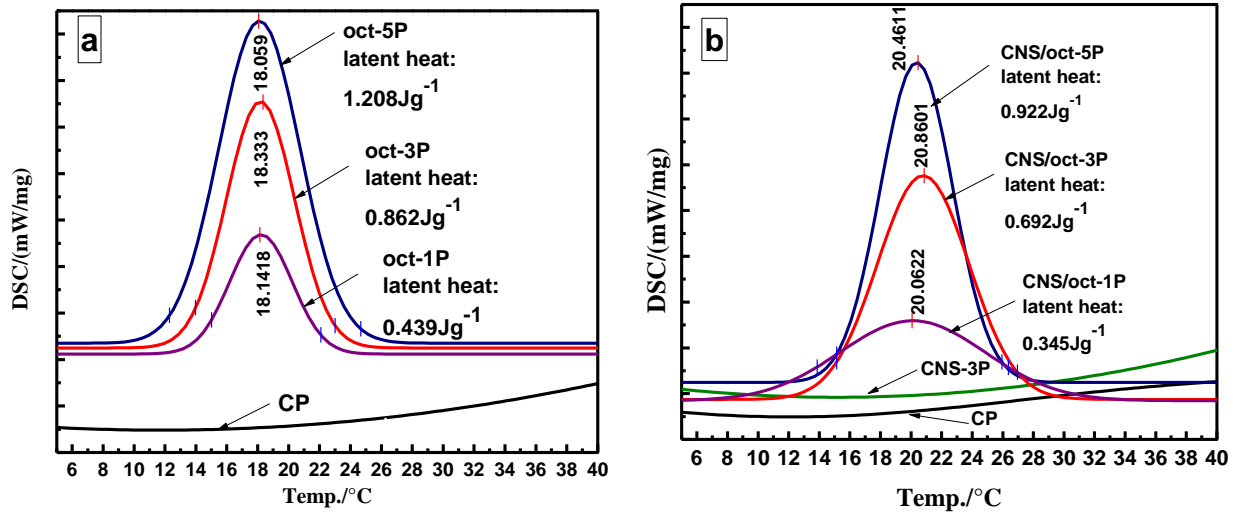 a
oct-5P
latent heat:
1.208Jg⁻¹
18.059
oct-3P
latent heat:
0.862Jg⁻¹
18.333
oct-1P
latent heat:
0.439Jg⁻¹
18.1418
CP
DSC/(mW/mg)
6 8 10 12 14 16 18 20 22 24 26 28 30 32 34 36 38 40
Temp./°C
b
20.4611
CNS/oct-5P
latent heat:
0.922Jg⁻¹
20.8601
CNS/oct-3P
latent heat:
0.692Jg⁻¹
20.0622
CNS/oct-1P
latent heat:
0.345Jg⁻¹
CNS-3P
CP
DSC/(mW/mg)
6 8 10 12 14 16 18 20 22 24 26 28 30 32 34 36 38 40
Temp./°C